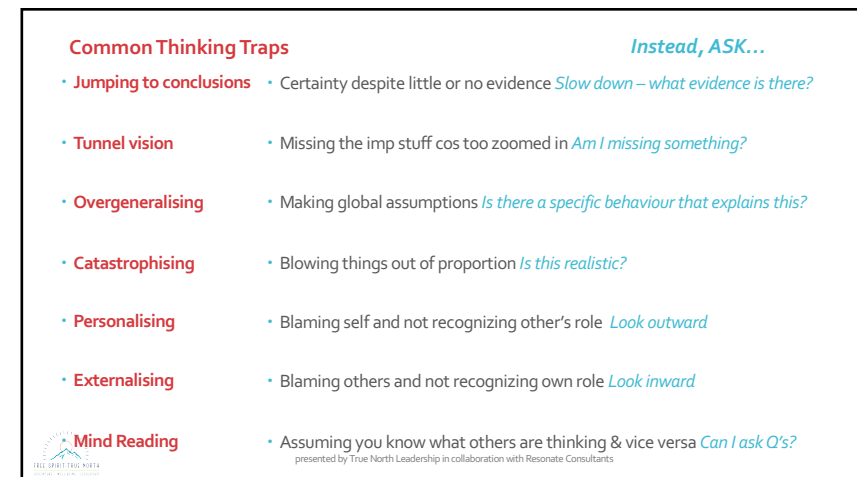 Common Thinking Traps Instead, ASK...
• Jumping to conclusions • Certainty despite little or no evidence Slow down – what evidence is there?
• Tunnel vision • Missing the imp stuff cos too zoomed in Am I missing something?
• Overgeneralising • Making global assumptions Is there a specific behaviour that explains this?
• Catastrophising • Blowing things out of proportion Is this realistic?
• Personalising • Blaming self and not recognizing other's role Look outward
• Externalising • Blaming others and not recognizing own role Look inward
• Mind Reading • Assuming you know what others are thinking & vice versa Can I ask Q's?
presented by True North Leadership in collaboration with Resonate Consultants
FREE SPIRIT TRUE NORTH